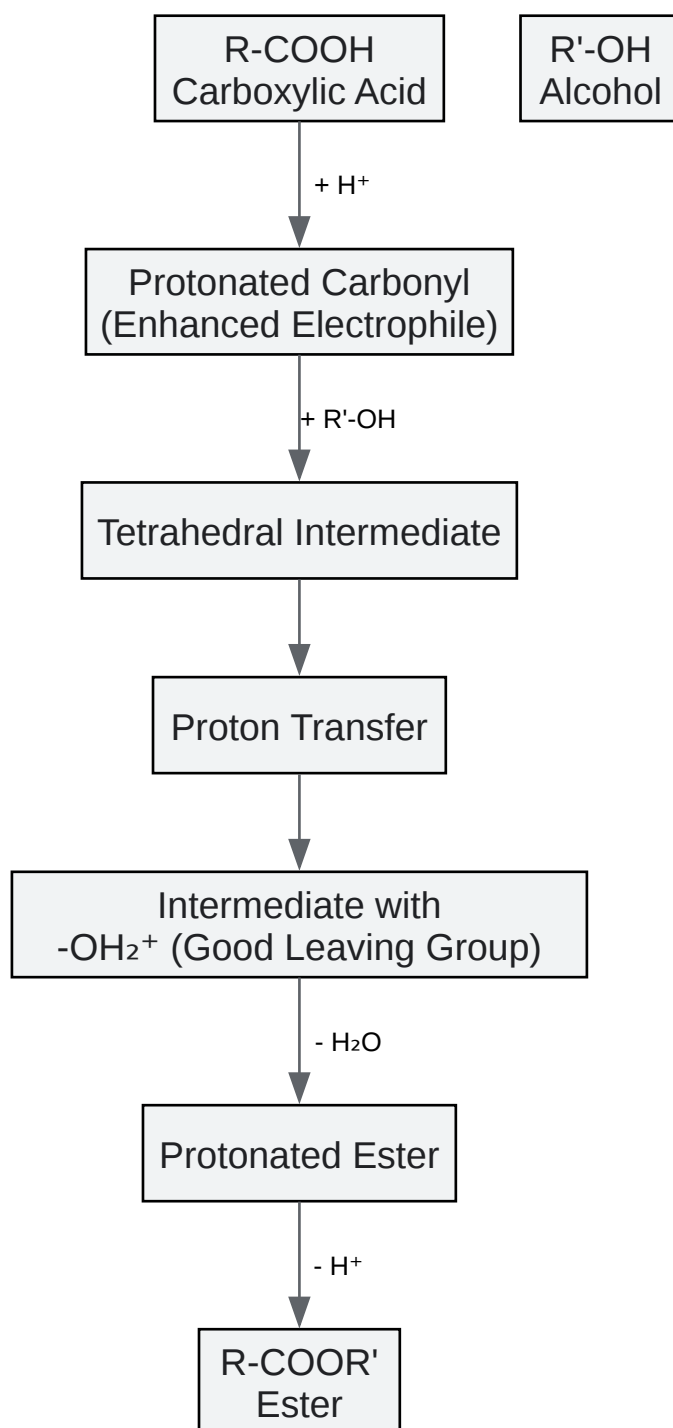 R-COOH
Carboxylic Acid
R'-OH
Alcohol
+ H⁺
Protonated Carbonyl
(Enhanced Electrophile)
+ R'-OH
Tetrahedral Intermediate
Proton Transfer
Intermediate with
-OH₂⁺ (Good Leaving Group)
- H₂O
Protonated Ester
- H⁺
R-COOR'
Ester